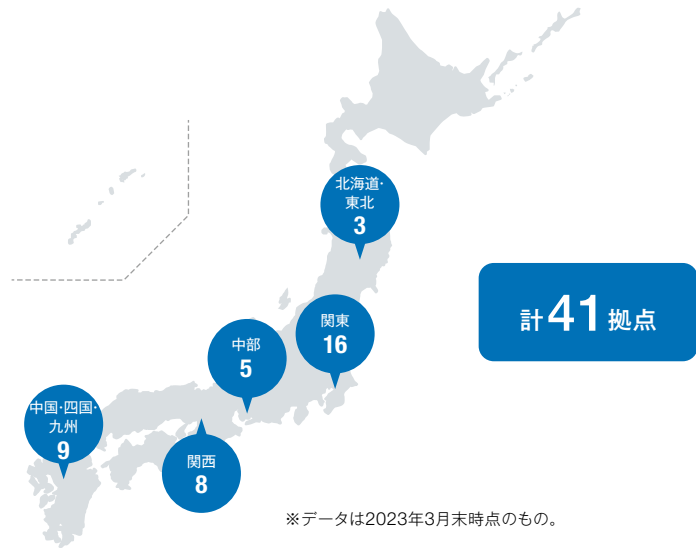 北海道・
東北
3
関東
16
中部
5
計41拠点
中国・四国・
九州
9
関西
8
※データは2023年3月末時点のもの。